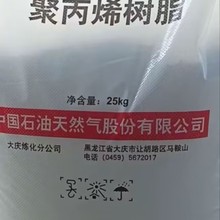 聚丙烯树脂
净含量：25kg
中国石油天然气股份有限公司
大庆炼化分公司
黑龙江省大庆市让胡路区马鞍山
电话（0459）5672017